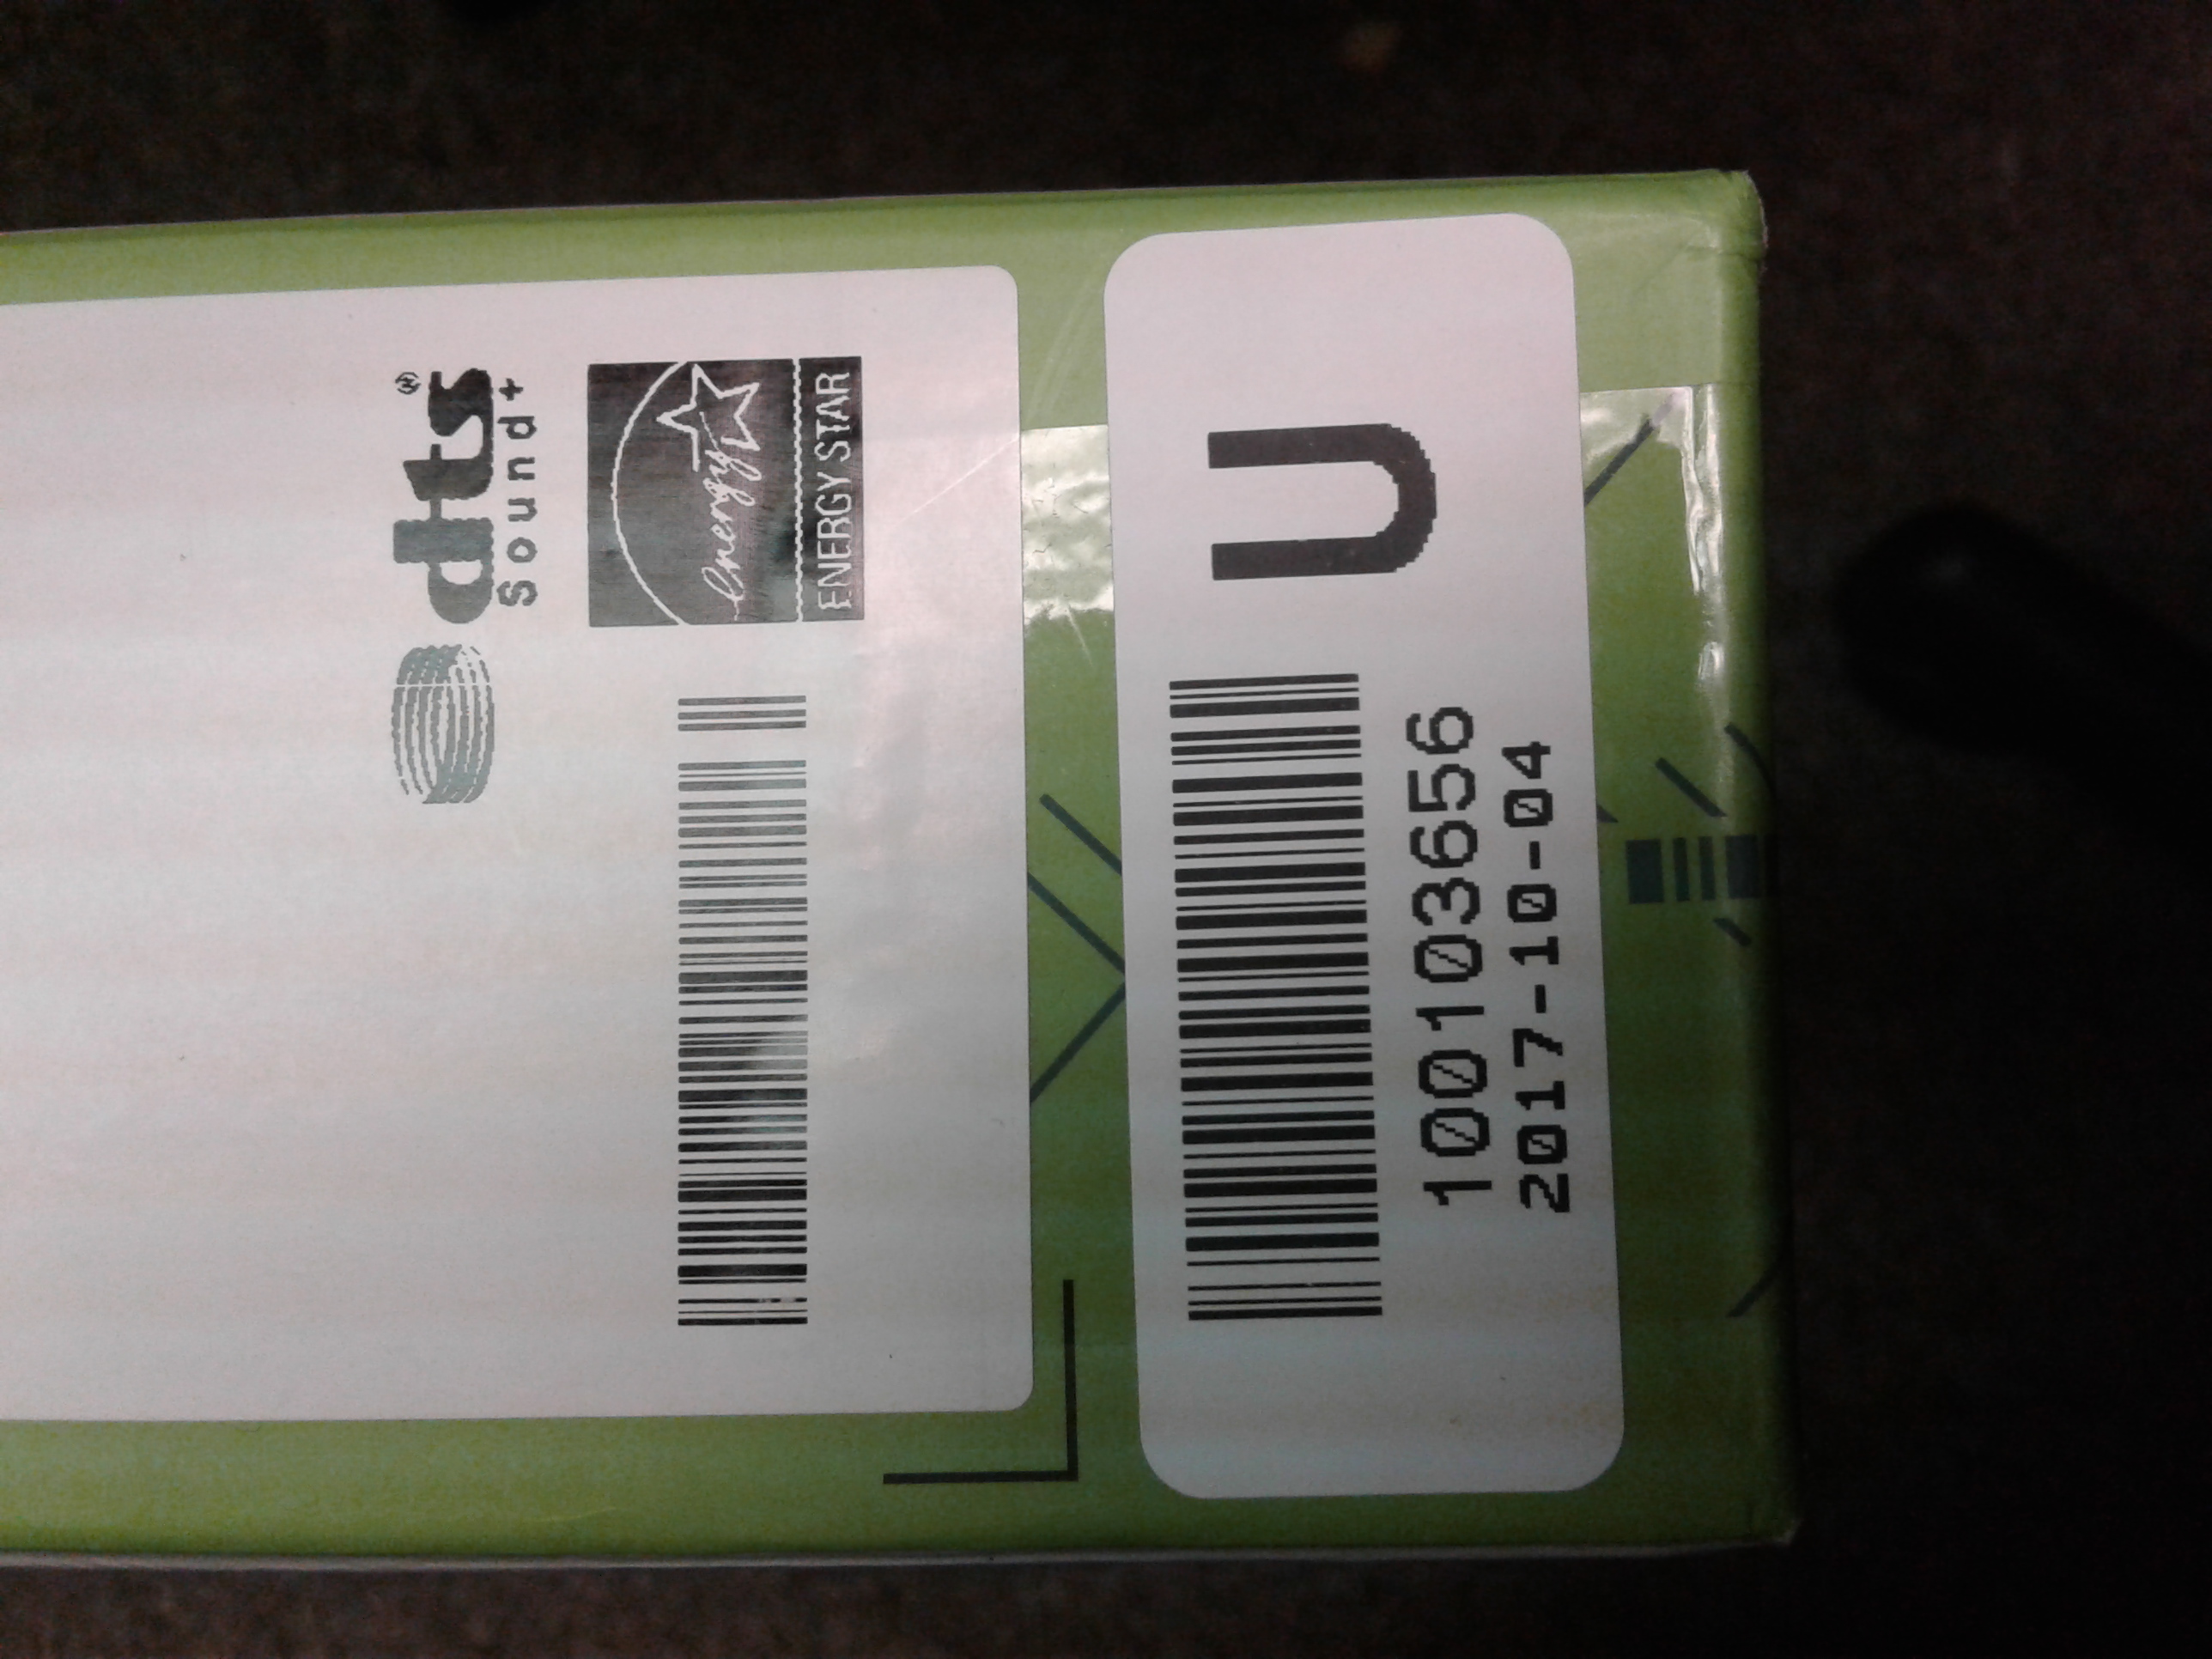 dts®
Sound+
energy
ENERGY STAR
U
100103656
2017-10-04